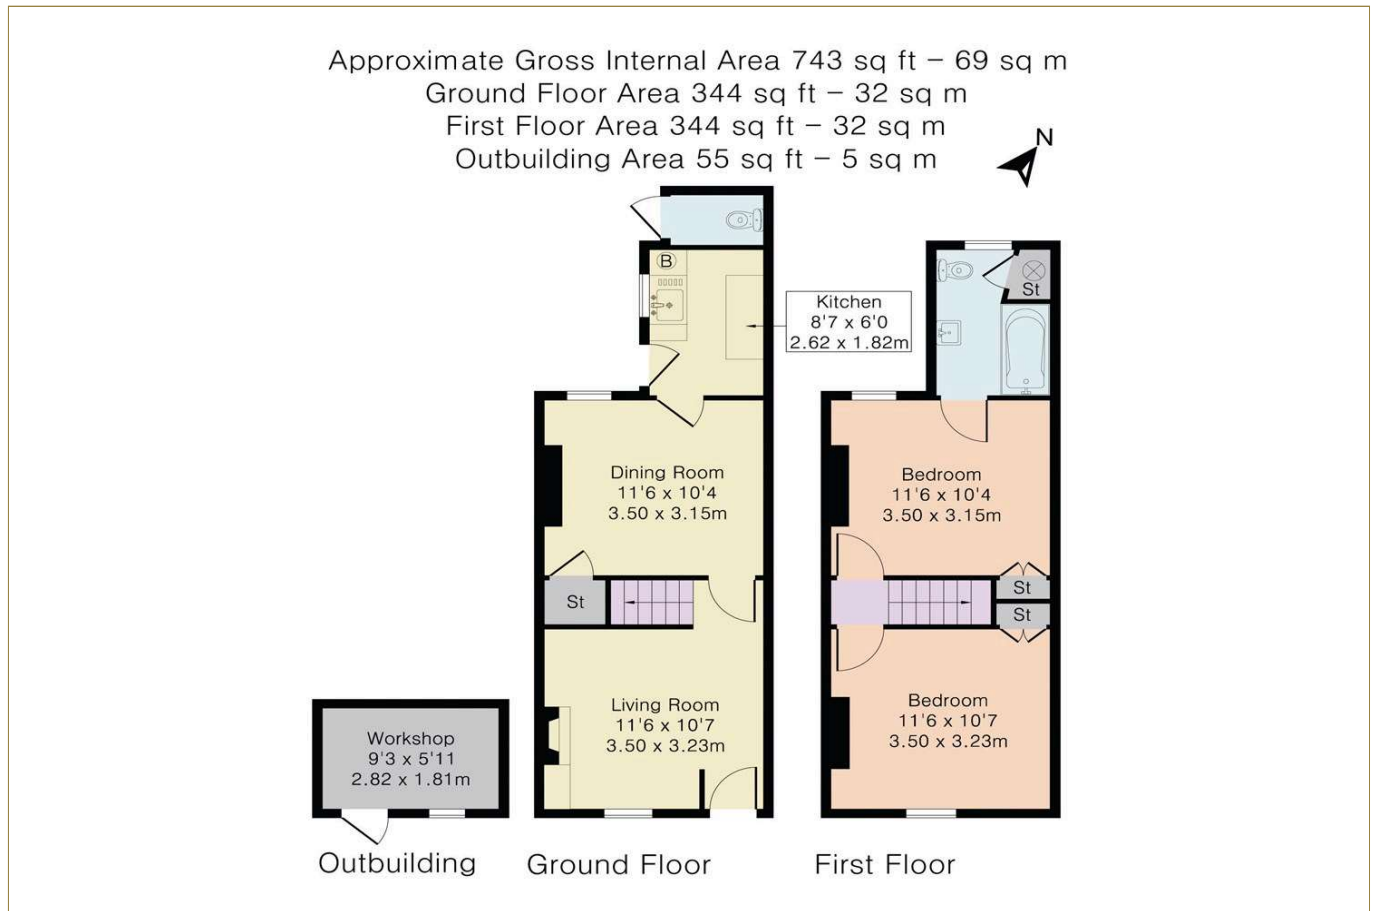 Approximate Gross Internal Area 743 sq ft – 69 sq m
Ground Floor Area 344 sq ft – 32 sq m
First Floor Area 344 sq ft – 32 sq m
Outbuilding Area 55 sq ft – 5 sq m
N
B
Kitchen
8'7 x 6'0
2.62 x 1.82m
St
Dining Room
11'6 x 10'4
3.50 x 3.15m
Bedroom
11'6 x 10'4
3.50 x 3.15m
St
St
St
Living Room
11'6 x 10'7
3.50 x 3.23m
Bedroom
11'6 x 10'7
3.50 x 3.23m
Workshop
9'3 x 5'11
2.82 x 1.81m
Outbuilding
Ground Floor
First Floor